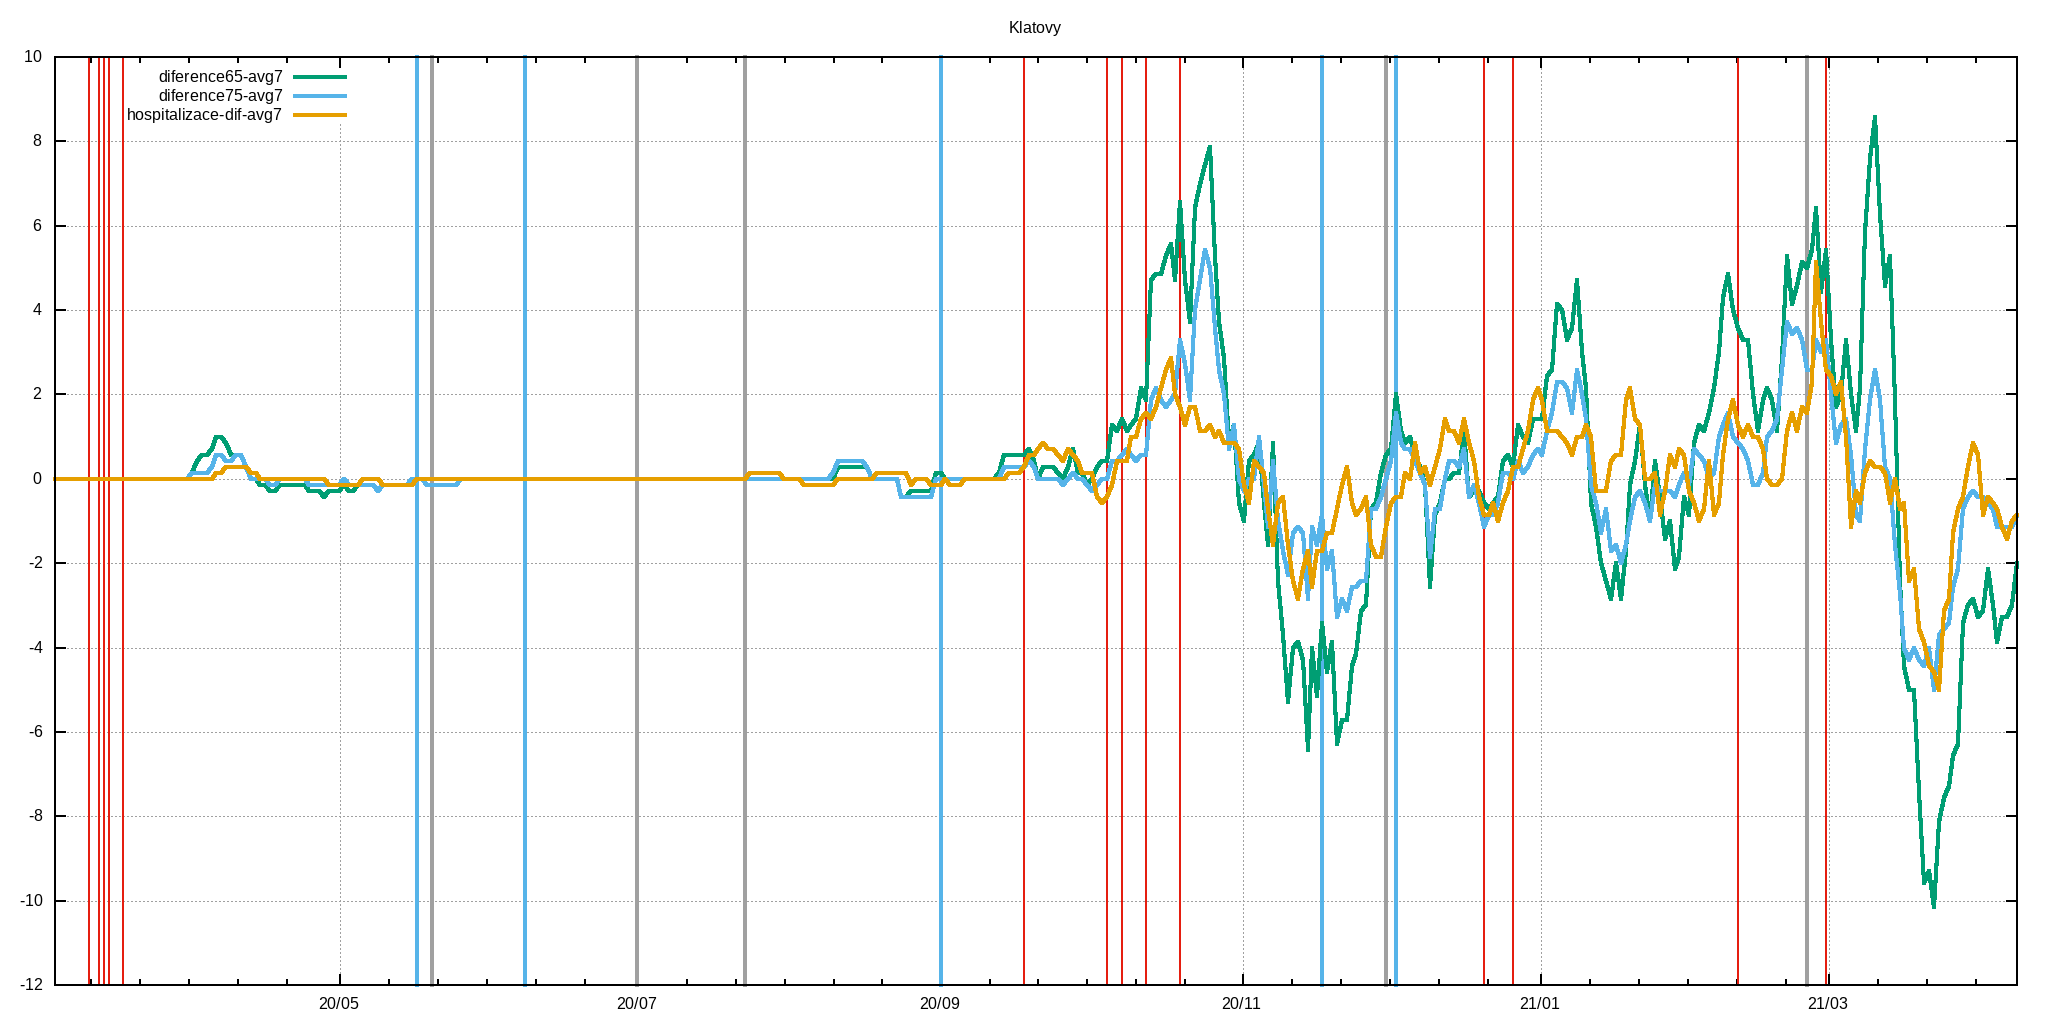 Klatovy
10
diference65-avg7
diference75-avg7
hospitalizace-dif-avg7
8
6
4
2
0
-2
-4
-6
-8
-10
-12
20/05 20/07 20/09 20/11 21/01 21/03